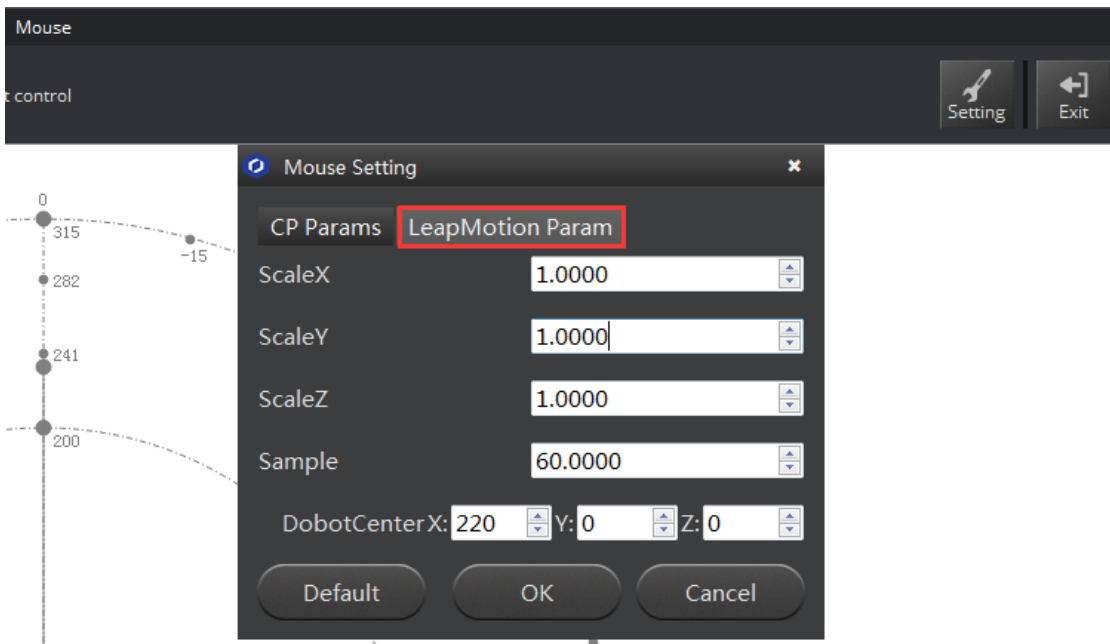 Mouse
t control
Setting
Exit
Mouse Setting
0
315
-15
282
241
200
CP Params LeapMotion Param
ScaleX 1.0000
ScaleY 1.0000
ScaleZ 1.0000
Sample 60.0000
DobotCenter X: 220 Y: 0 Z: 0
Default OK Cancel